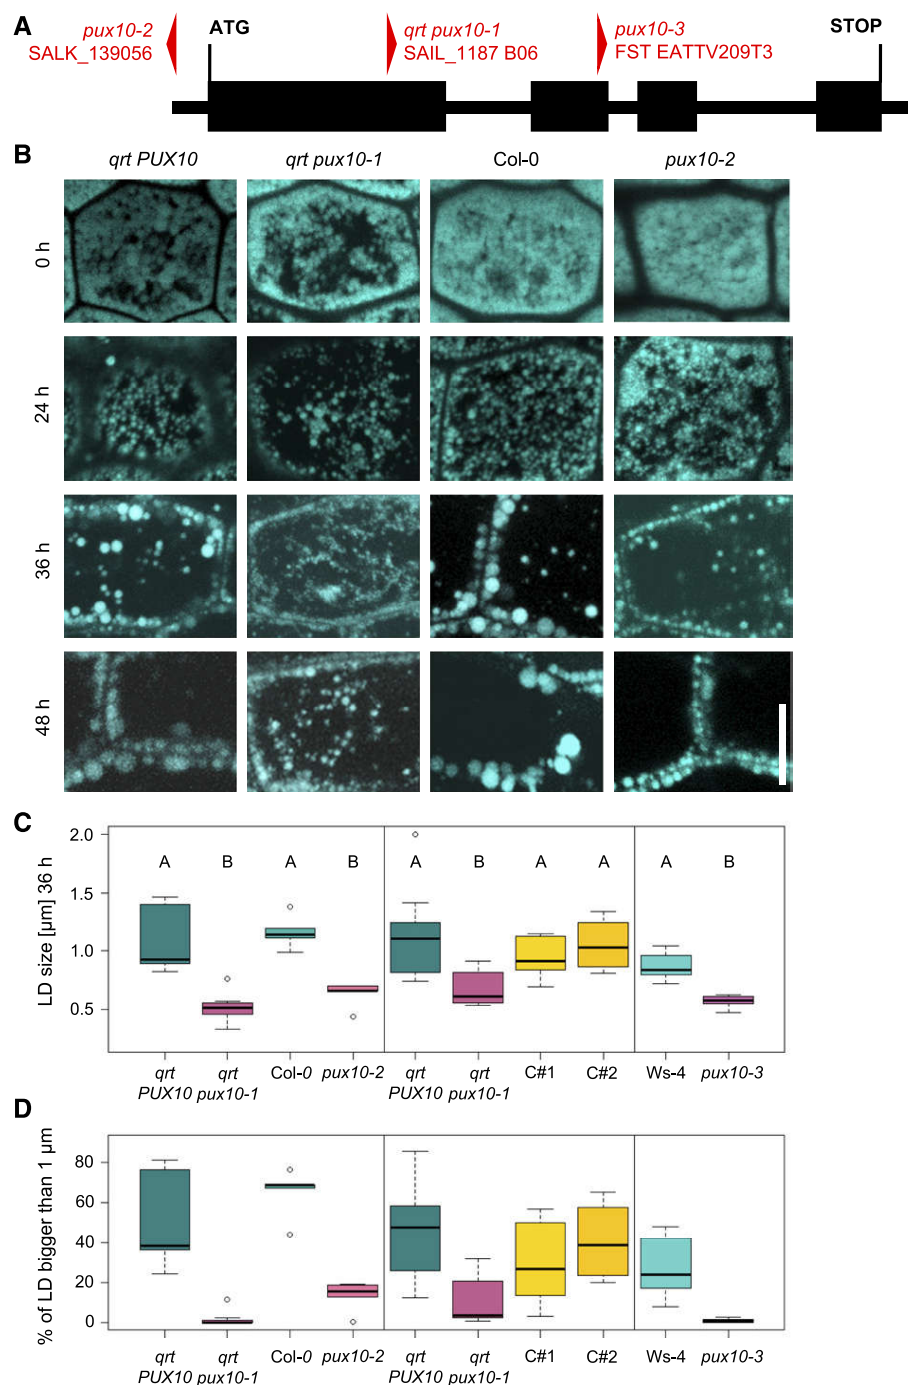 A
pux10-2
SALK_139056
ATG
qrt pux10-1
SAIL_1187 B06
pux10-3
FST EATTV209T3
STOP
B
qrt PUX10
qrt pux10-1
Col-0
pux10-2
0 h
24 h
36 h
48 h
C
LD size [µm] 36 h
2.0
1.5
1.0
0.5
A B A B A B A A A B
qrt PUX10
qrt pux10-1
Col-0
pux10-2
qrt PUX10
qrt pux10-1
C#1
C#2
Ws-4
pux10-3
D
% of LD bigger than 1 µm
80
60
40
20
0
qrt PUX10
qrt pux10-1
Col-0
pux10-2
qrt PUX10
qrt pux10-1
C#1
C#2
Ws-4
pux10-3